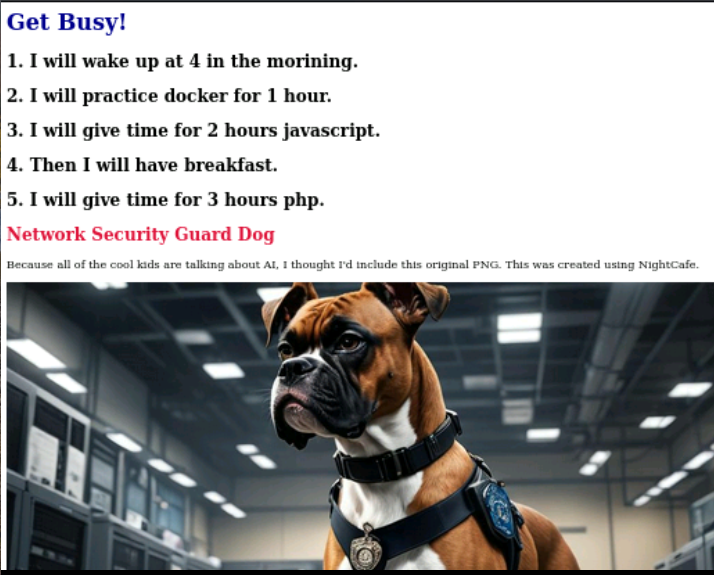 Get Busy!
1. I will wake up at 4 in the morining.
2. I will practice docker for 1 hour.
3. I will give time for 2 hours javascript.
4. Then I will have breakfast.
5. I will give time for 3 hours php.
Network Security Guard Dog
Because all of the cool kids are talking about AI, I thought I'd include this original PNG. This was created using NightCafe.